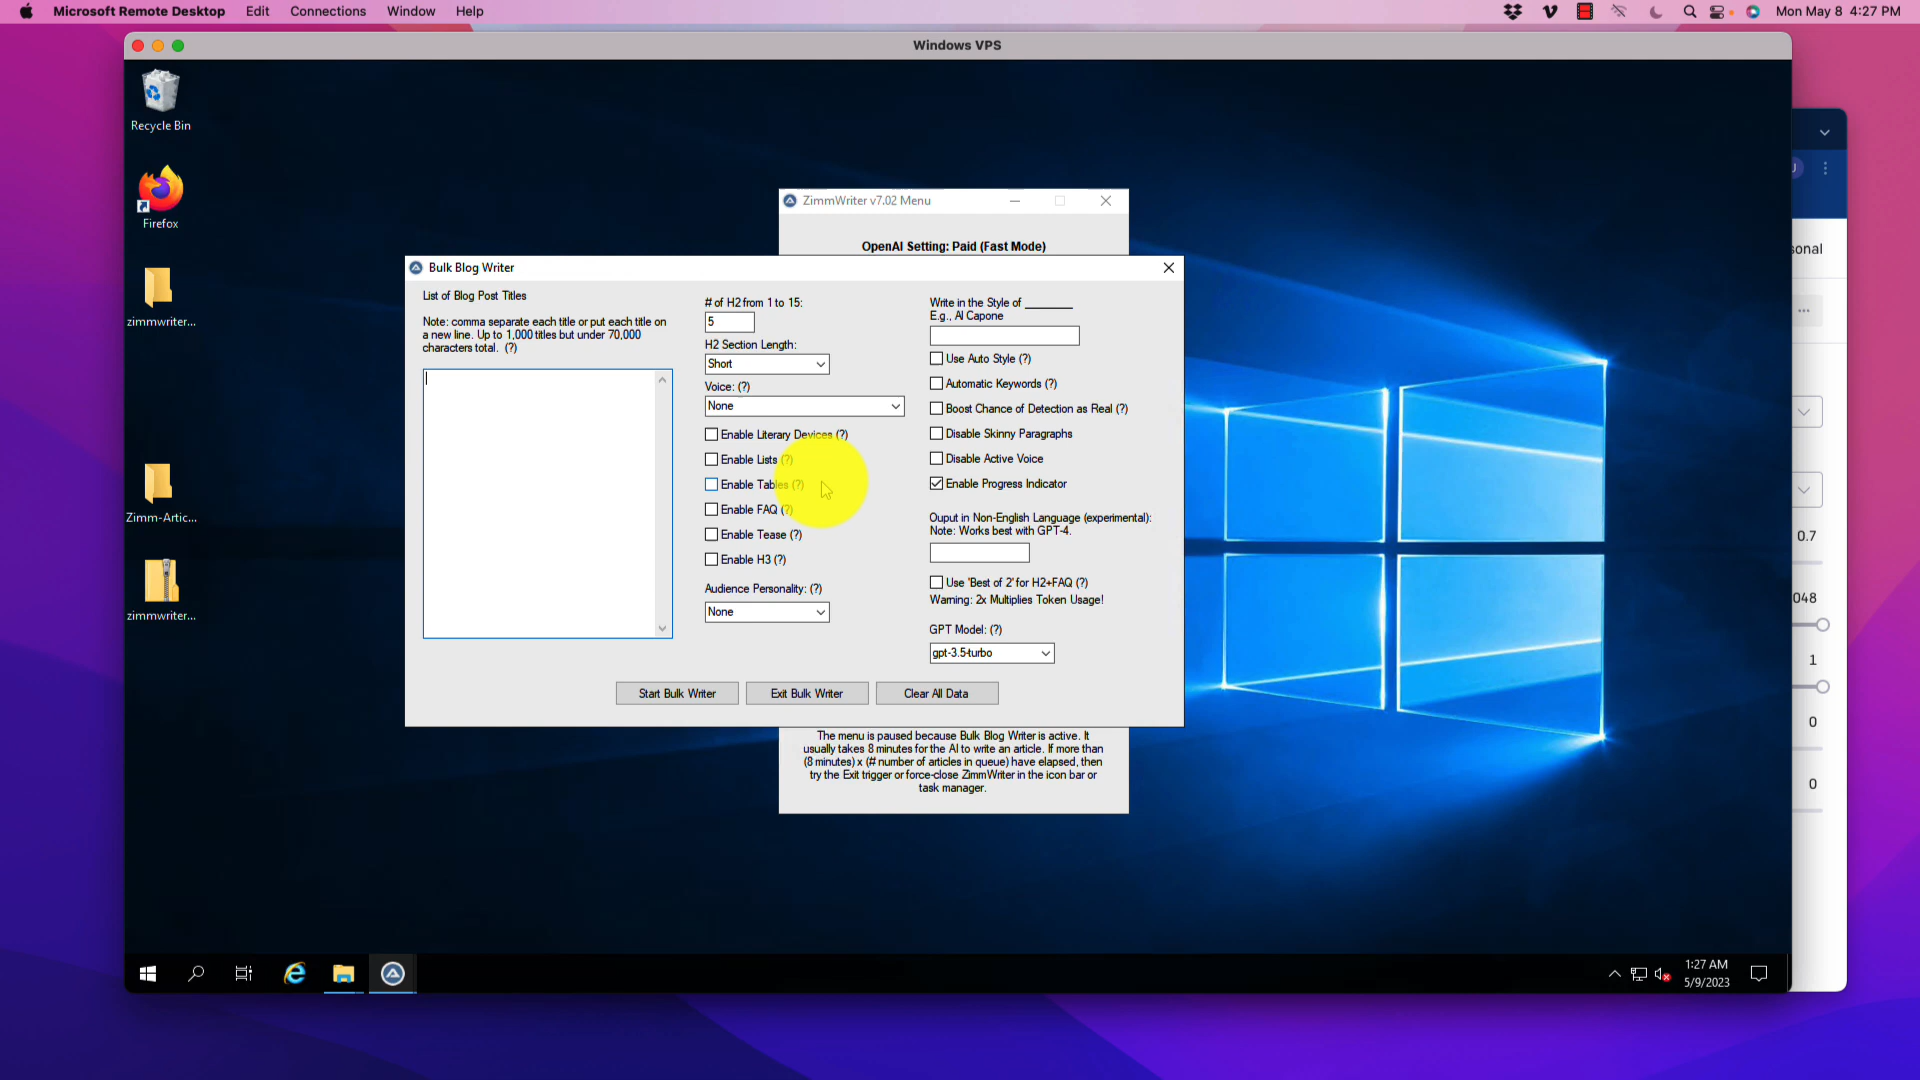 Microsoft Remote Desktop Edit Connections Window Help
Mon May 8 4:27 PM
Windows VPS
Recycle Bin
Firefox
zimmwriter...
Zimm-Artic...
zimmwriter...
ZimmWriter v7.02 Menu
OpenAI Setting: Paid (Fast Mode)
Bulk Blog Writer
List of Blog Post Titles
Note: comma separate each title or put each title on
a new line. Up to 1,000 titles but under 70,000
characters total. (?)
# of H2 from 1 to 15:
5
H2 Section Length:
Short
Voice: (?)
None
Enable Literary Devices (?)
Enable Lists (?)
Enable Tables (?)
Enable FAQ (?)
Enable Tease (?)
Enable H3 (?)
Audience Personality: (?)
None
Write in the Style of ________
E.g., Al Capone
Use Auto Style (?)
Automatic Keywords (?)
Boost Chance of Detection as Real (?)
Disable Skinny Paragraphs
Disable Active Voice
Enable Progress Indicator
Ouput in Non-English Language (experimental):
Note: Works best with GPT-4.
Use 'Best of 2' for H2+FAQ (?)
Warning: 2x Multiplies Token Usage!
GPT Model: (?)
gpt-3.5-turbo
Start Bulk Writer
Exit Bulk Writer
Clear All Data
The menu is paused because Bulk Blog Writer is active. It
usually takes 8 minutes for the AI to write an article. If more than
(8 minutes) x (# number of articles in queue) have elapsed, then
try the Exit trigger or force-close ZimmWriter in the icon bar or
task manager.
sonal
0.7
048
1
0
0
1:27 AM
5/9/2023